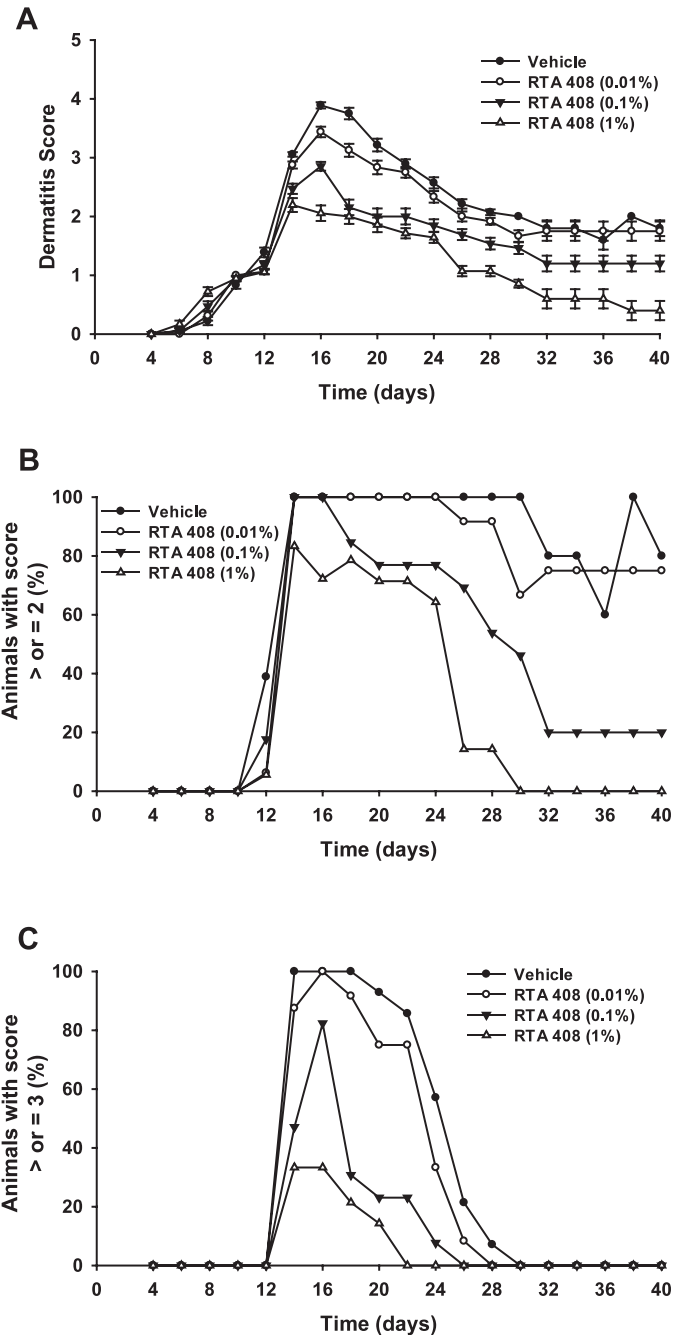 A
5
4
3
2
1
0
Dermatitis Score
Vehicle
RTA 408 (0.01%)
RTA 408 (0.1%)
RTA 408 (1%)
0 4 8 12 16 20 24 28 32 36 40
Time (days)
B
100
80
60
40
20
0
Animals with score
> or = 2 (%)
Vehicle
RTA 408 (0.01%)
RTA 408 (0.1%)
RTA 408 (1%)
0 4 8 12 16 20 24 28 32 36 40
Time (days)
C
100
80
60
40
20
0
Animals with score
> or = 3 (%)
Vehicle
RTA 408 (0.01%)
RTA 408 (0.1%)
RTA 408 (1%)
0 4 8 12 16 20 24 28 32 36 40
Time (days)